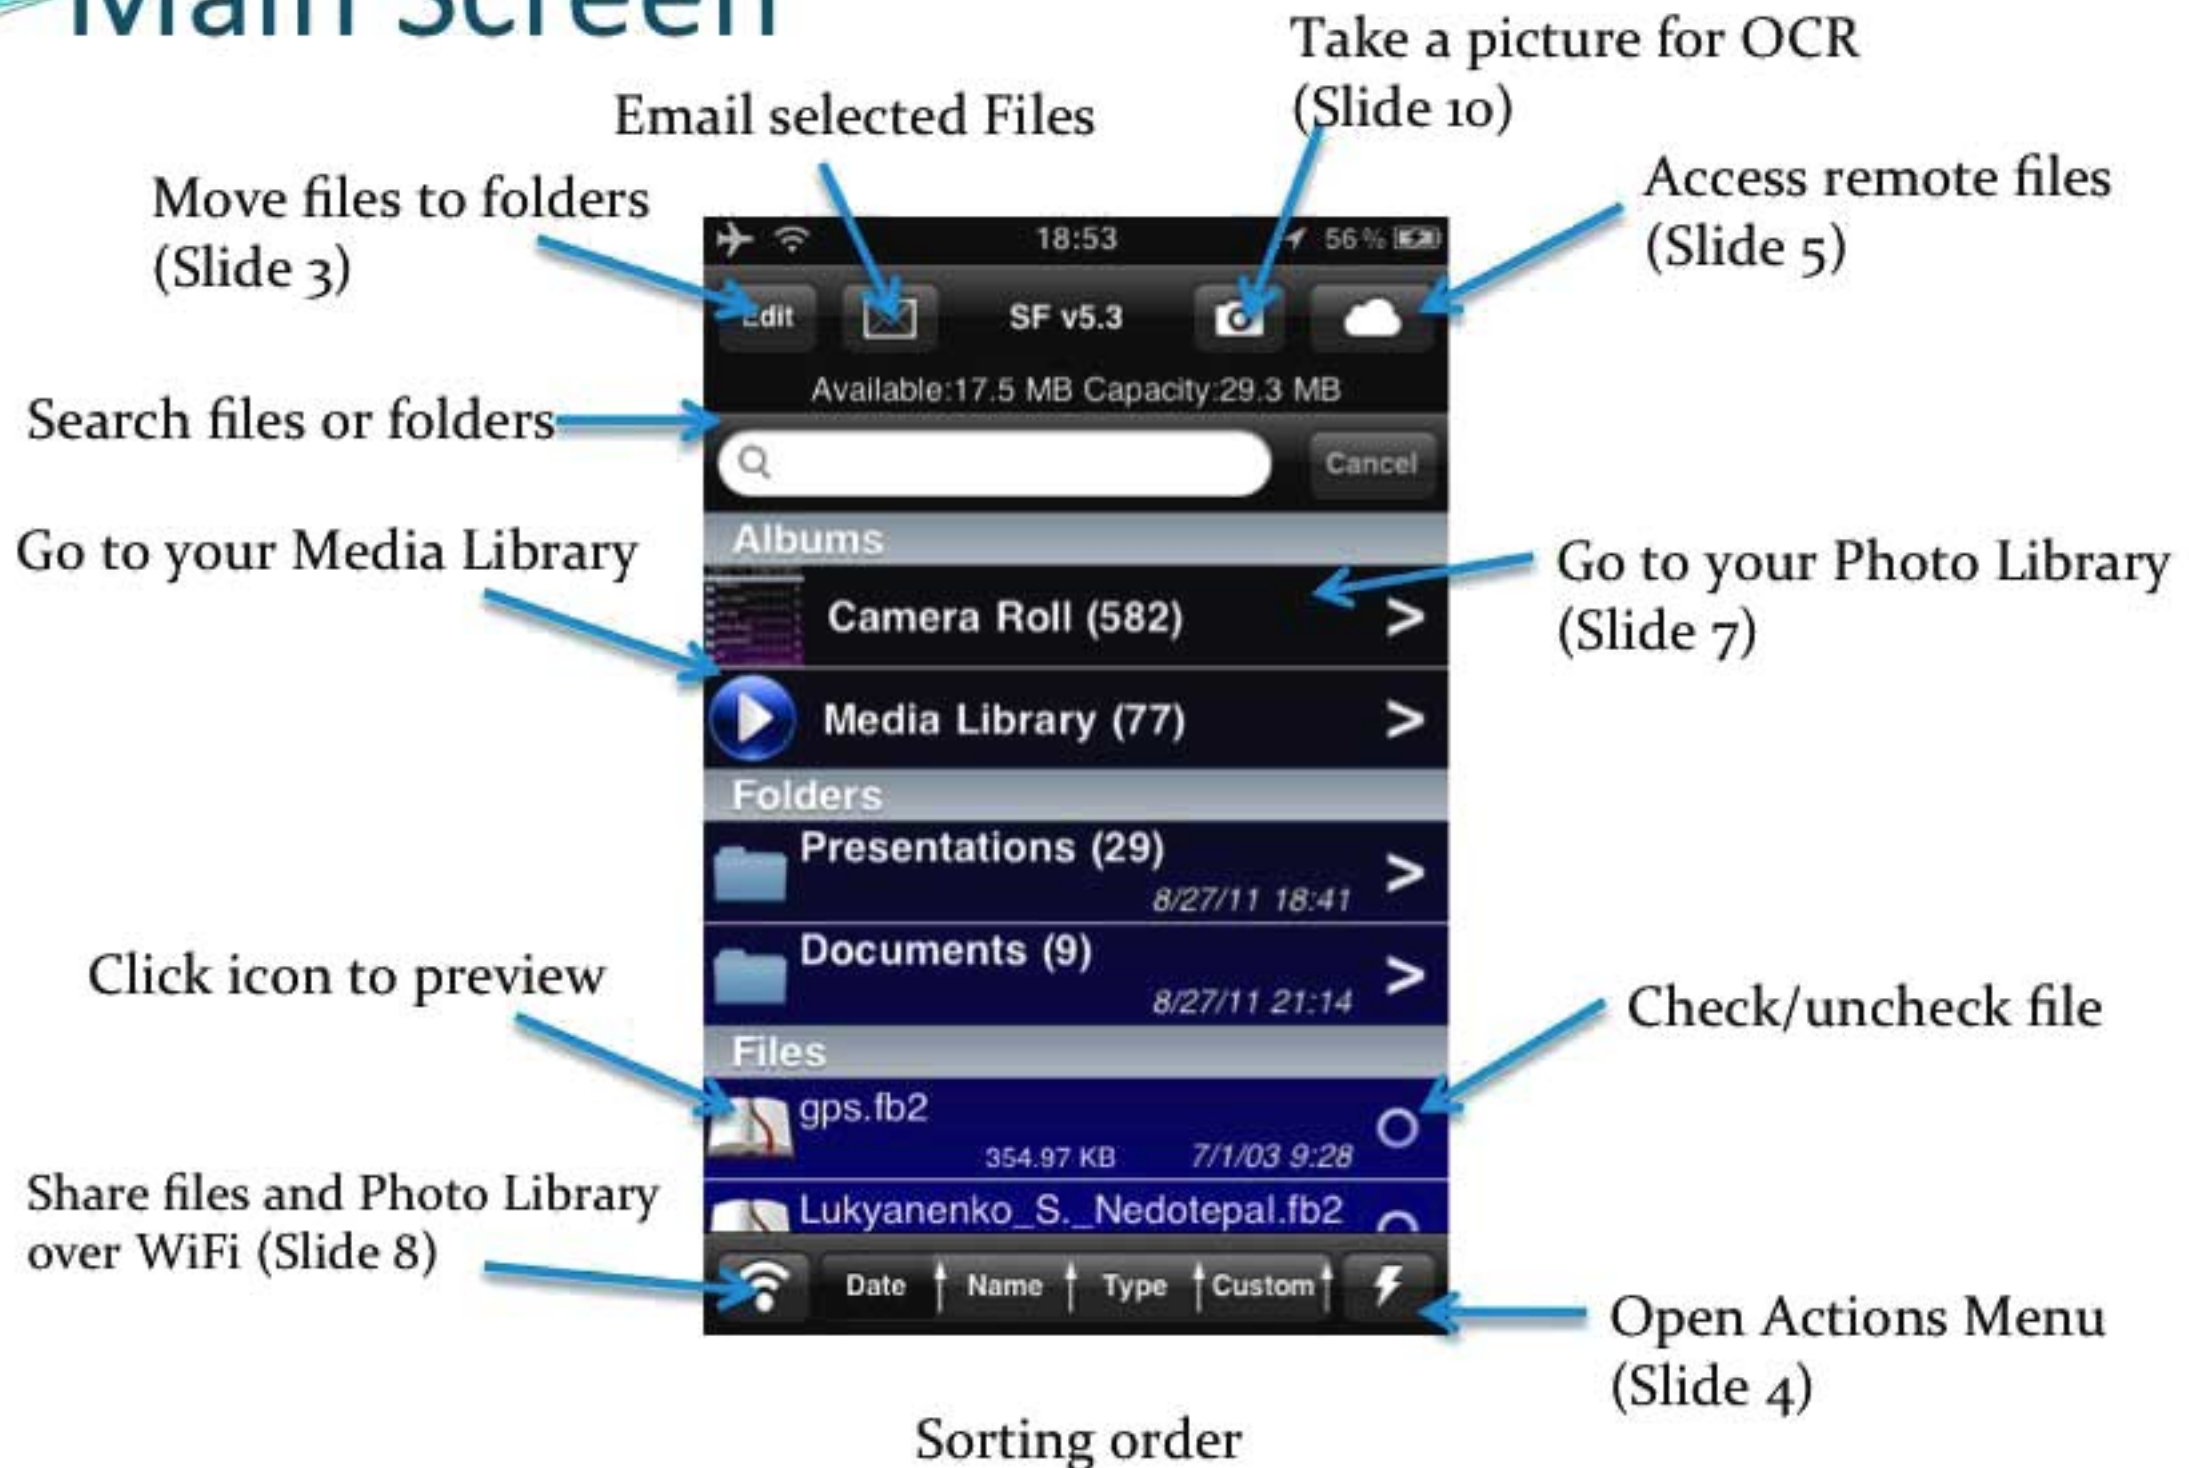 Main Screen
Take a picture for OCR
(Slide 10)
Email selected Files
Access remote files
(Slide 5)
Move files to folders
(Slide 3)
18:53
56%
Edit
SF v5.3
Available:17.5 MB Capacity:29.3 MB
Search files or folders
Cancel
Albums
Go to your Media Library
Go to your Photo Library
(Slide 7)
Camera Roll (582)
>
Media Library (77)
>
Folders
Presentations (29)
8/27/11 18:41
>
Documents (9)
8/27/11 21:14
>
Click icon to preview
Check/uncheck file
Files
gps.fb2
354.97 KB 7/1/03 9:28
Share files and Photo Library
over WiFi (Slide 8)
Lukyanenko_S._Nedotepal.fb2
Date Name Type Custom
Open Actions Menu
(Slide 4)
Sorting order